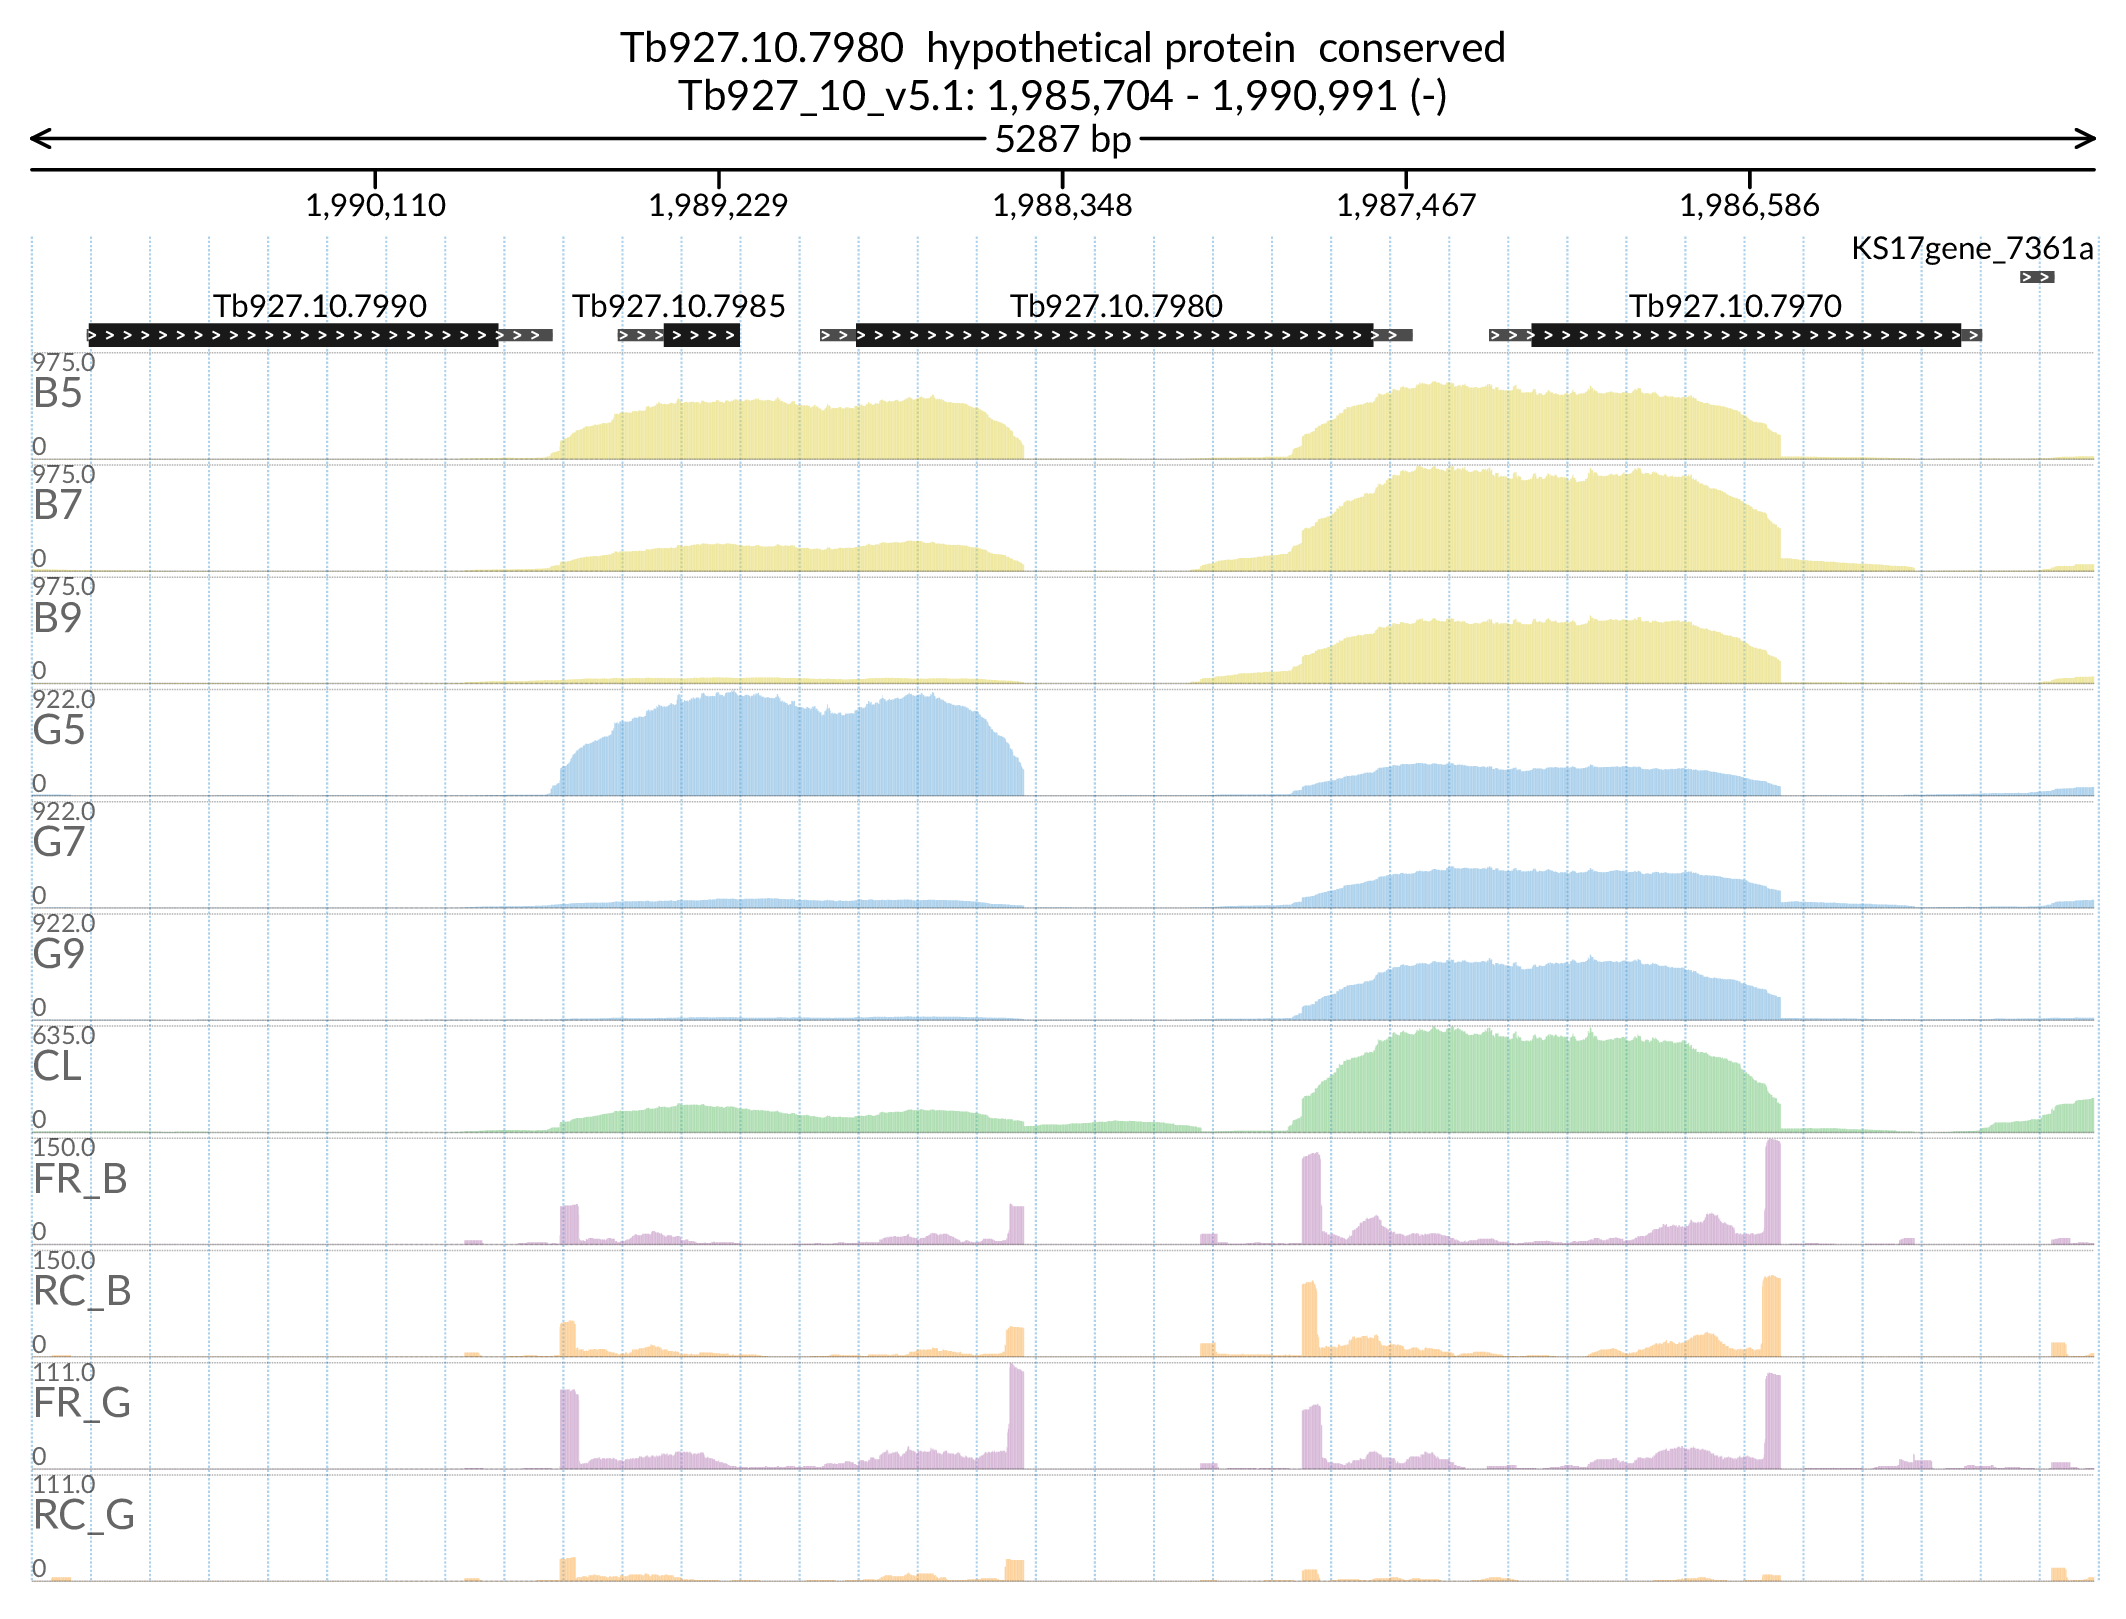 Tb927.10.7980  hypothetical protein  conserved
Tb927_10_v5.1: 1,985,704 - 1,990,991 (-)
5287 bp
1,990,110 1,989,229 1,988,348 1,987,467 1,986,586
KS17gene_7361a
Tb927.10.7990 Tb927.10.7985 Tb927.10.7980 Tb927.10.7970
975.0
B5
0
975.0
B7
0
975.0
B9
0
922.0
G5
0
922.0
G7
0
922.0
G9
0
635.0
CL
0
150.0
FR_B
0
150.0
RC_B
0
111.0
FR_G
0
111.0
RC_G
0